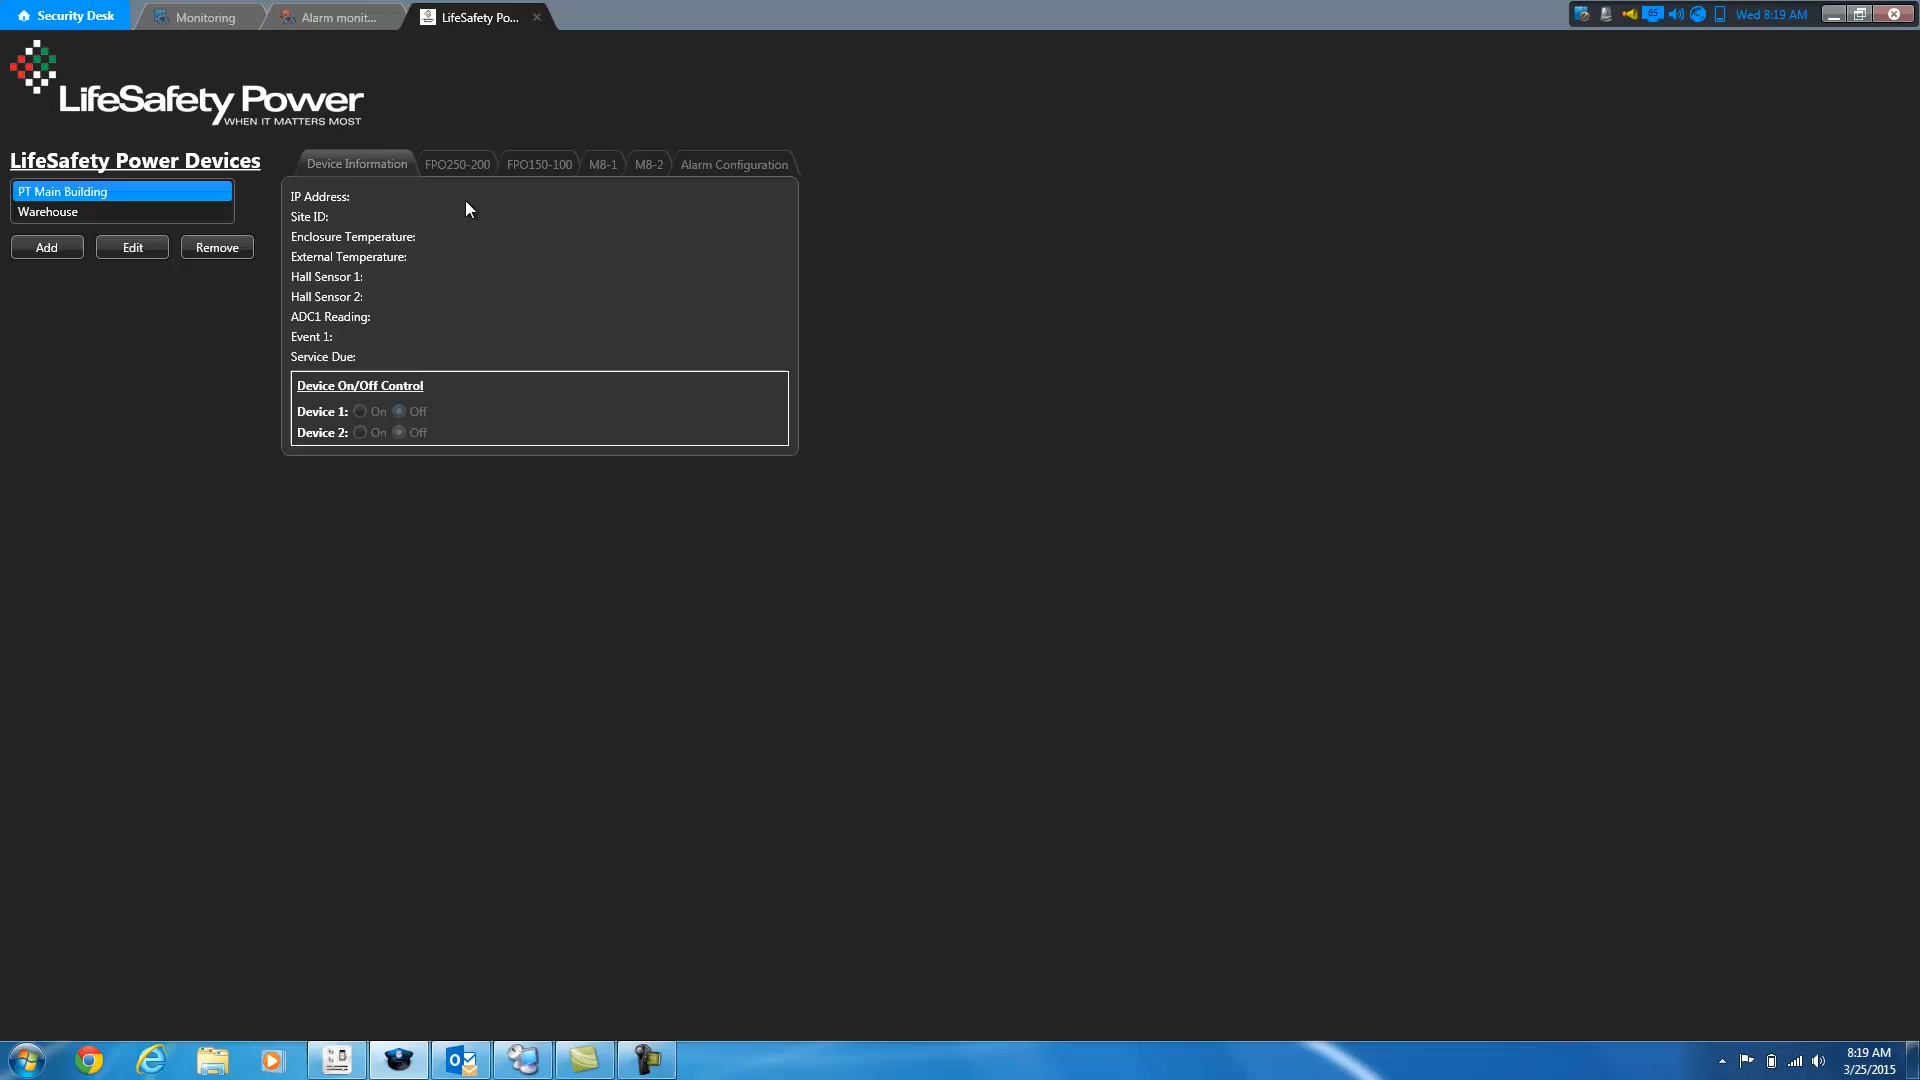 Security Desk
Monitoring
Alarm monit...
LifeSafety Po...
65
Wed 8:19 AM
LifeSafety Power
WHEN IT MATTERS MOST
LifeSafety Power Devices
PT Main Building
Warehouse
Add Edit Remove
Device Information FPO250-200 FPO150-100 M8-1 M8-2 Alarm Configuration
IP Address:
Site ID:
Enclosure Temperature:
External Temperature:
Hall Sensor 1:
Hall Sensor 2:
ADC1 Reading:
Event 1:
Service Due:
Device On/Off Control
Device 1: On Off
Device 2: On Off
8:19 AM
3/25/2015